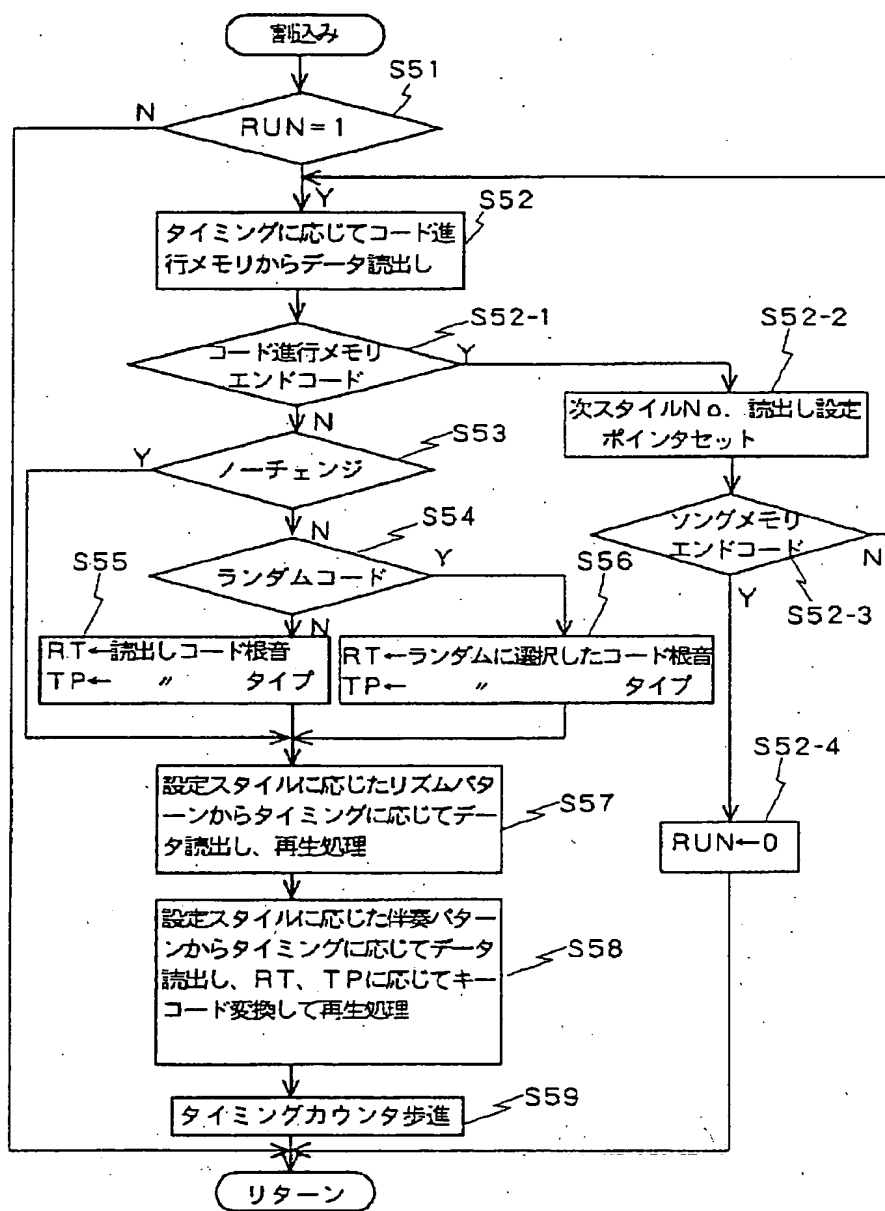 割込み
S51
N
RUN=1
Y
S52
タイミングに応じてコード進
行メモリからデータ読出し
S52-1
コード進行メモリ
エンドコード
Y
N
S52-2
次スタイルNo.、読出し設定
ポインタセット
S53
Y
ノーチェンジ
N
ソングメモリ
エンドコード
N
Y
S52-3
S54
ランダムコード
Y
N
S55
RT←読出しコード根音
TP← 〃 タイプ
S56
RT←ランダムに選択したコード根音
TP← 〃 タイプ
S52-4
RUN←0
設定スタイルに応じたリズムパタ
ーンからタイミングに応じてデー
タ読出し、再生処理
S57
設定スタイルに応じた伴奏パター
ンからタイミングに応じてデータ
読出し、RT、TPに応じてキー
コード変換して再生処理
S58
S59
タイミングカウンタ歩進
リターン